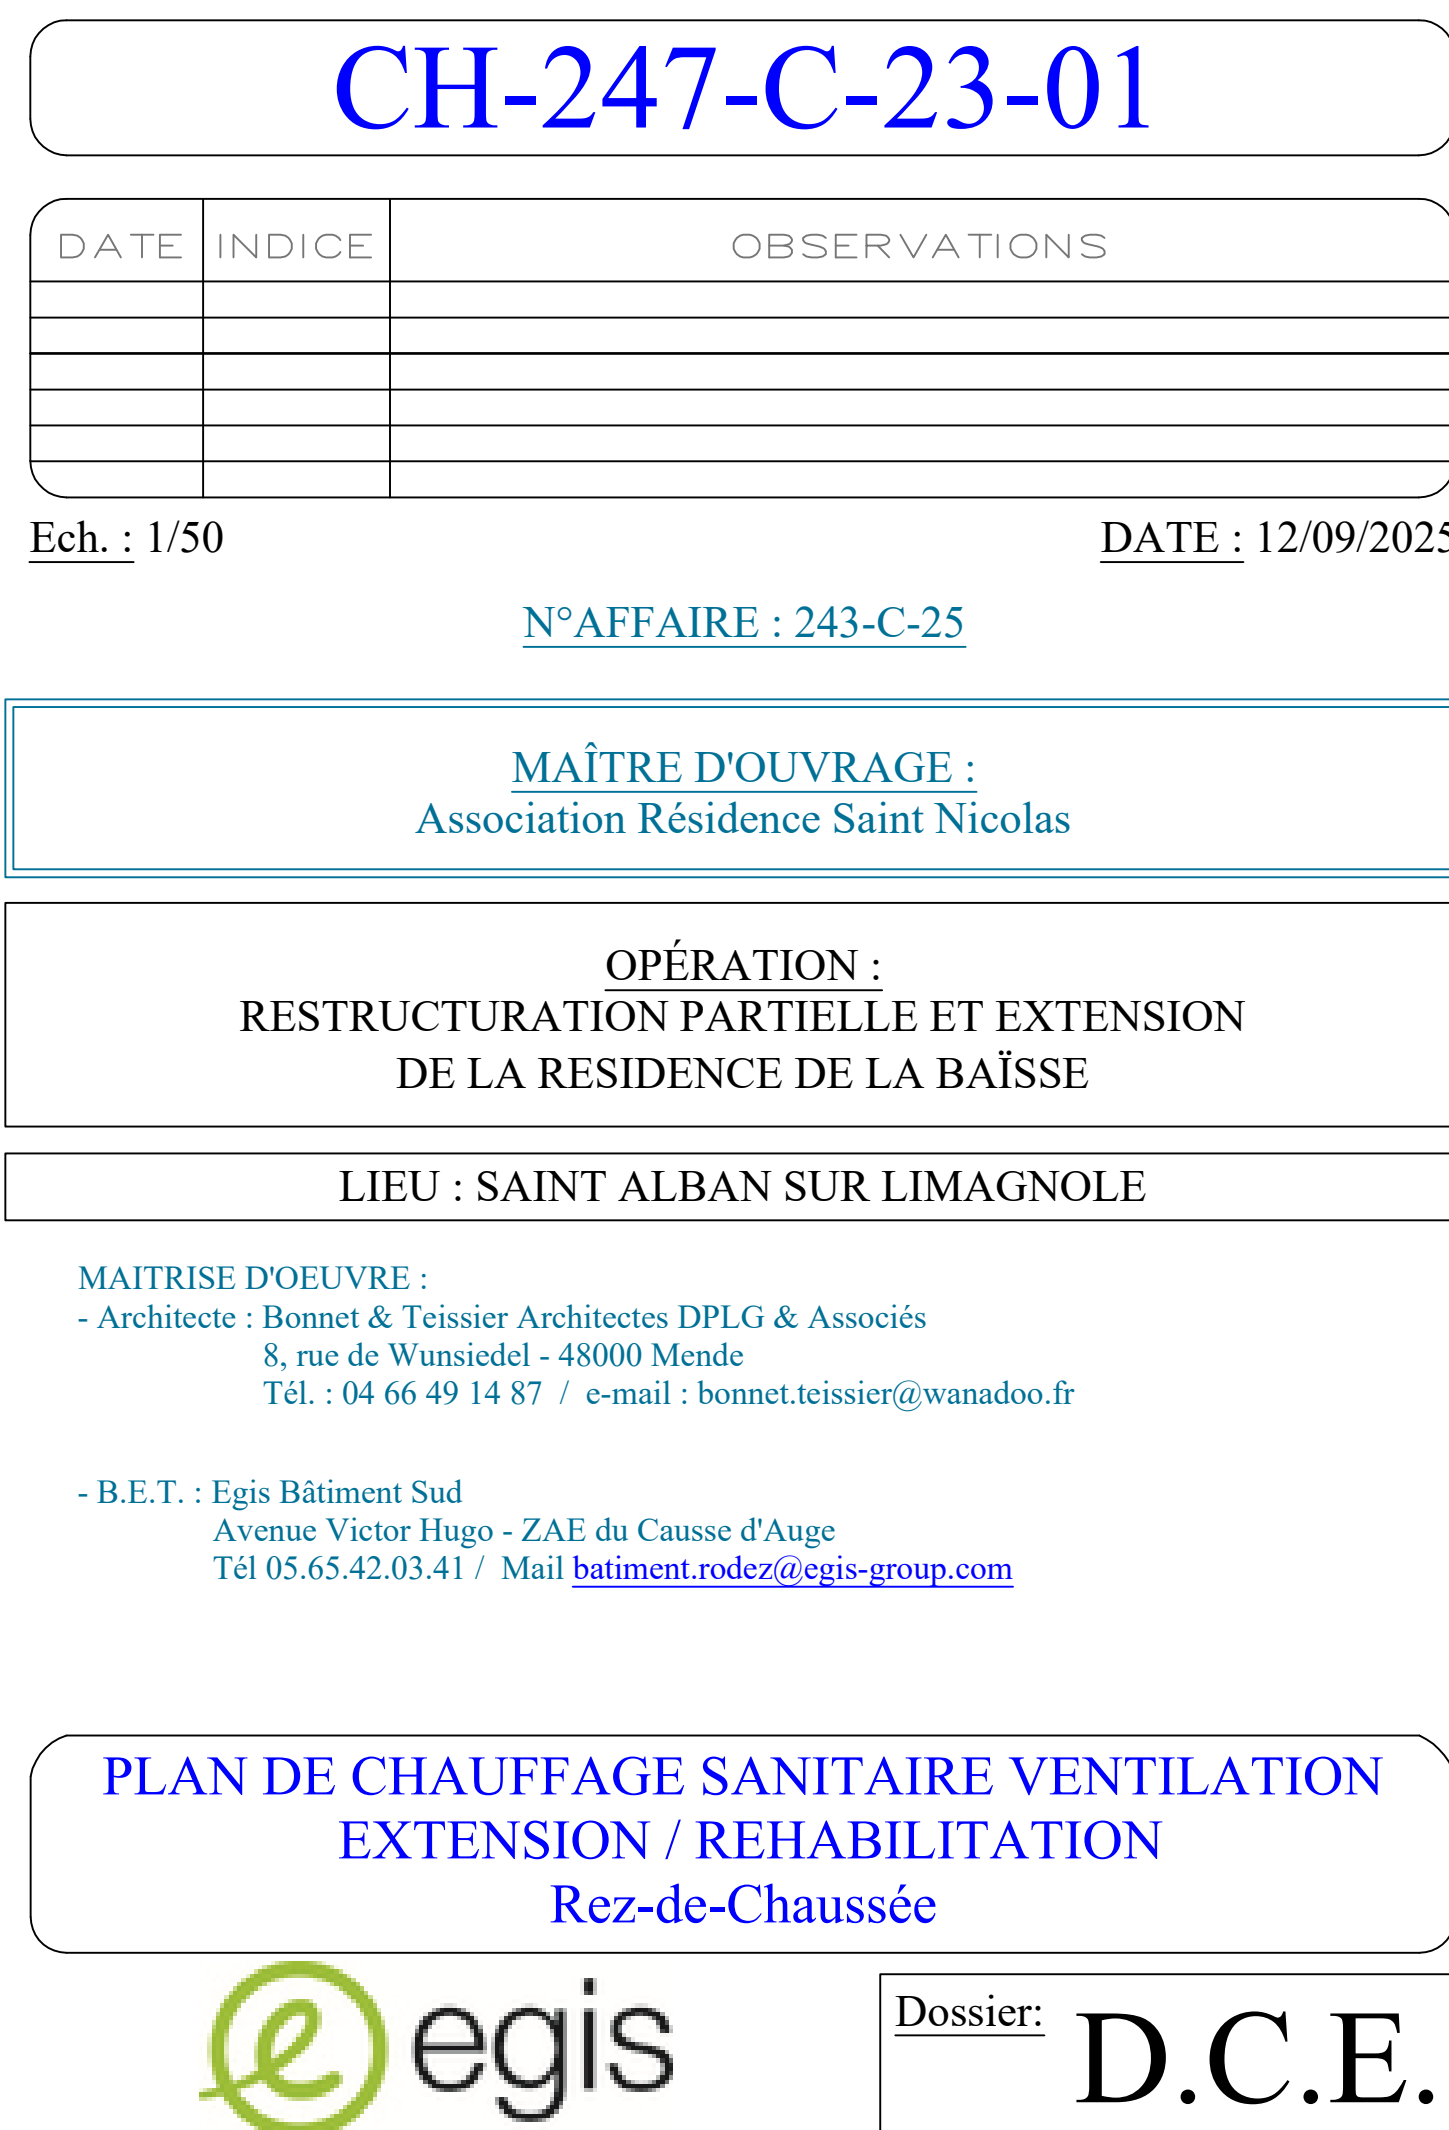 CH-247-C-23-01
DATE INDICE OBSERVATIONS
Ech. : 1/50 DATE : 12/09/2025
N°AFFAIRE : 243-C-25
MAÎTRE D'OUVRAGE :
Association Résidence Saint Nicolas
OPÉRATION :
RESTRUCTURATION PARTIELLE ET EXTENSION
DE LA RESIDENCE DE LA BAÏSSE
LIEU : SAINT ALBAN SUR LIMAGNOLE
MAITRISE D'OEUVRE :
- Architecte : Bonnet & Teissier Architectes DPLG & Associés
8, rue de Wunsiedel - 48000 Mende
Tél. : 04 66 49 14 87 / e-mail : bonnet.teissier@wanadoo.fr
- B.E.T. : Egis Bâtiment Sud
Avenue Victor Hugo - ZAE du Causse d'Auge
Tél 05.65.42.03.41 / Mail batiment.rodez@egis-group.com
PLAN DE CHAUFFAGE SANITAIRE VENTILATION
EXTENSION / REHABILITATION
Rez-de-Chaussée
e egis
Dossier: D.C.E.